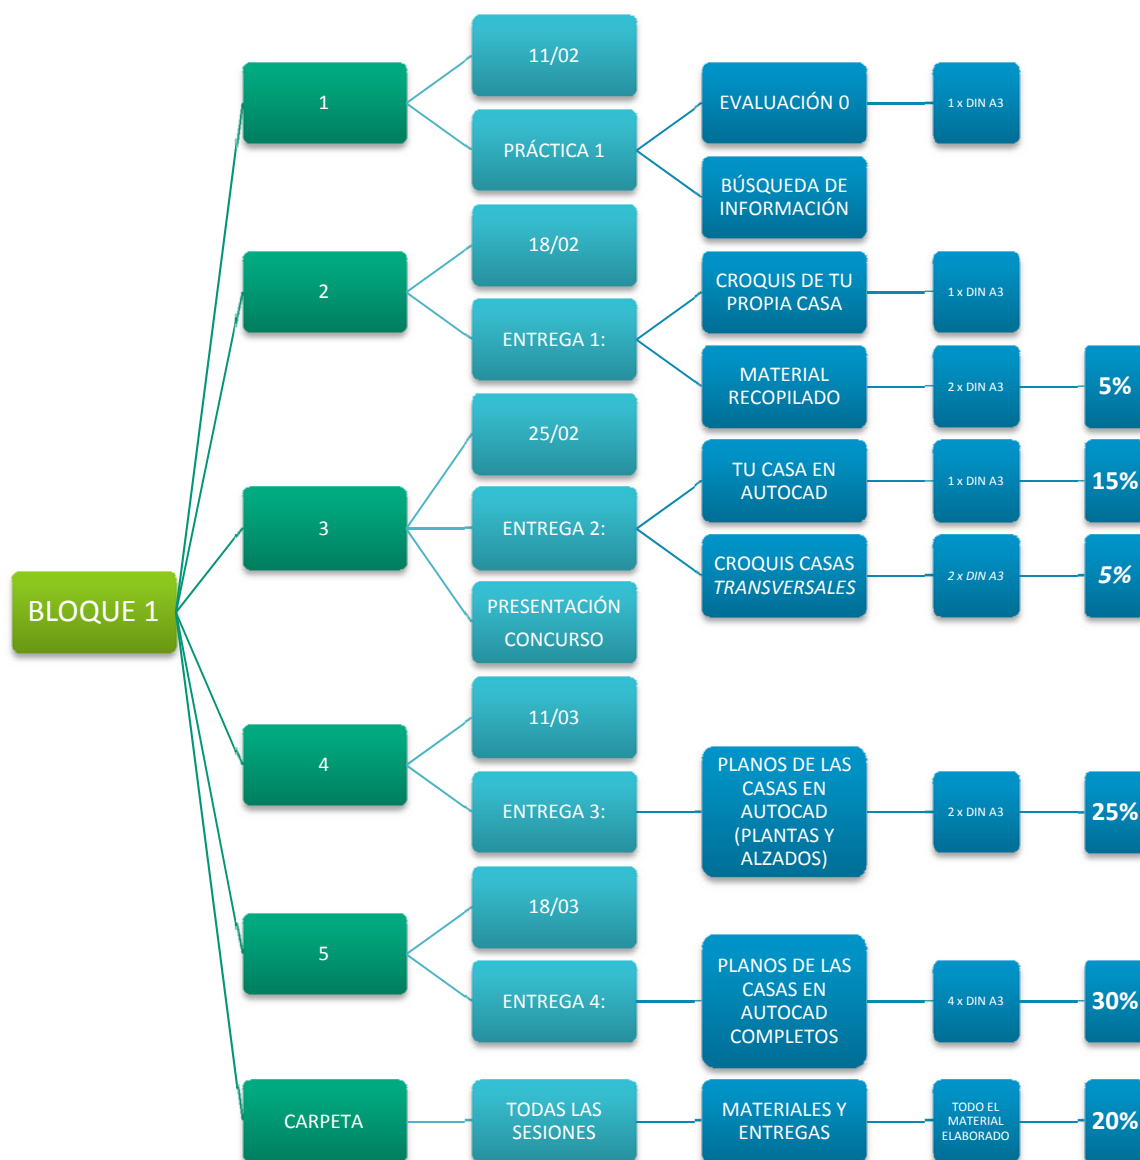 BLOQUE 1
1
11/02
PRÁCTICA 1
EVALUACIÓN 0
1 x DIN A3
BÚSQUEDA DE
INFORMACIÓN
2
18/02
ENTREGA 1:
CROQUIS DE TU
PROPIA CASA
1 x DIN A3
MATERIAL
RECOPILADO
2 x DIN A3
5%
3
25/02
ENTREGA 2:
TU CASA EN
AUTOCAD
1 x DIN A3
15%
CROQUIS CASAS
TRANSVERSALES
2 x DIN A3
5%
PRESENTACIÓN
CONCURSO
4
11/03
ENTREGA 3:
PLANOS DE LAS
CASAS EN
AUTOCAD
(PLANTAS Y
ALZADOS)
2 x DIN A3
25%
5
18/03
ENTREGA 4:
PLANOS DE LAS
CASAS EN
AUTOCAD
COMPLETOS
4 x DIN A3
30%
CARPETA
TODAS LAS
SESIONES
MATERIALES Y
ENTREGAS
TODO EL
MATERIAL
ELABORADO
20%